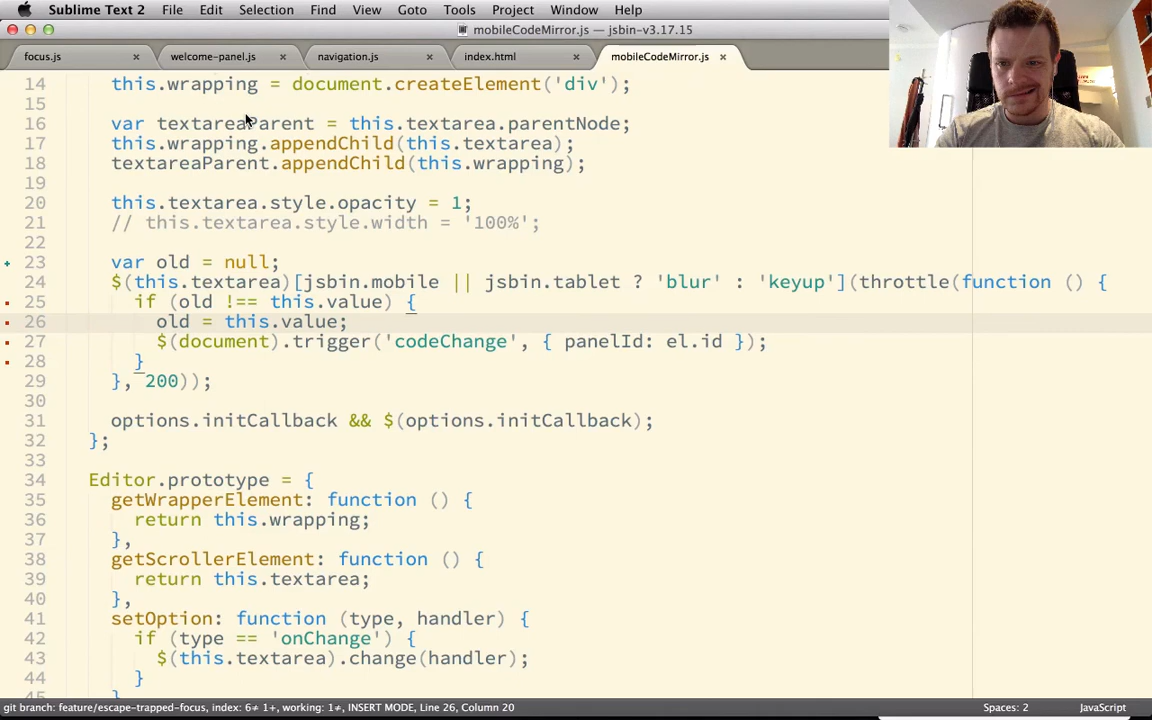 Sublime Text 2 File Edit Selection Find View Goto Tools Project Window Help
mobileCodeMirror.js — jsbin-v3.17.15
focus.js × welcome-panel.js × navigation.js × index.html × mobileCodeMirror.js ×
14 this.wrapping = document.createElement('div');
15
16 var textareaParent = this.textarea.parentNode;
17 this.wrapping.appendChild(this.textarea);
18 textareaParent.appendChild(this.wrapping);
19
20 this.textarea.style.opacity = 1;
21 // this.textarea.style.width = '100%';
22
23 var old = null;
24 $(this.textarea)[jsbin.mobile || jsbin.tablet ? 'blur' : 'keyup'](throttle(function () {
25 if (old !== this.value) {
26 old = this.value;
27 $(document).trigger('codeChange', { panelId: el.id });
28 }
29 }, 200));
30
31 options.initCallback && $(options.initCallback);
32 };
33
34 Editor.prototype = {
35 getWrapperElement: function () {
36 return this.wrapping;
37 },
38 getScrollerElement: function () {
39 return this.textarea;
40 },
41 setOption: function (type, handler) {
42 if (type == 'onChange') {
43 $(this.textarea).change(handler);
44 }
git branch: feature/escape-trapped-focus, index: 6≠ 1+, working: 1≠, INSERT MODE, Line 26, Column 20 Spaces: 2 JavaScript